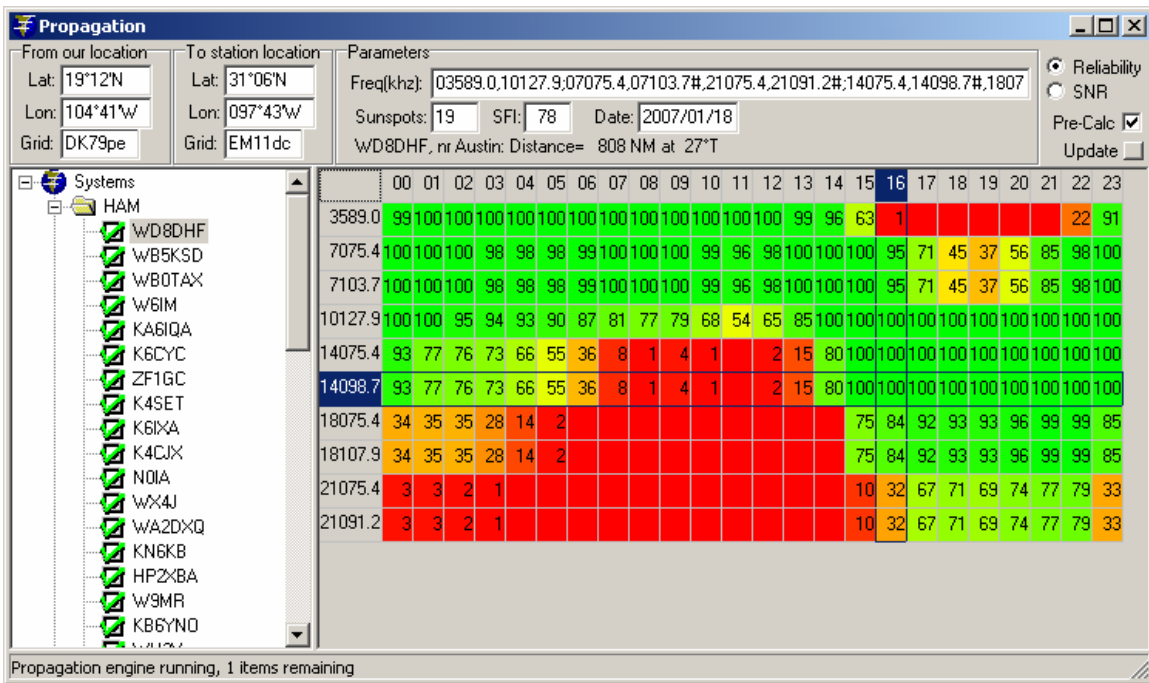 Propagation
From our location
Lat: 19°12'N
Lon: 104°41'W
Grid: DK79pe
To station location
Lat: 31°06'N
Lon: 097°43'W
Grid: EM11dc
Parameters
Freq(khz): 03589.0,10127.9;07075.4,07103.7#,21075.4,21091.2#;14075.4,14098.7#,1807
Sunspots: 19 SFI: 78 Date: 2007/01/18
WD8DHF, nr Austin: Distance= 808 NM at 27°T
Reliability
SNR
Pre-Calc
Update
Systems
HAM
WD8DHF
WB5KSD
WB0TAX
W6IM
KA6IQA
K6CYC
ZF1GC
K4SET
K6IXA
K4CJX
N0IA
WX4J
WA2DXQ
KN6KB
HP2XBA
W9MR
KB6YNO
00 01 02 03 04 05 06 07 08 09 10 11 12 13 14 15 16 17 18 19 20 21 22 23
3589.0 99 100 100 100 100 100 100 100 100 100 100 100 100 99 96 63 1 22 91
7075.4 100 100 100 98 98 98 99 100 100 100 99 96 98 100 100 100 95 71 45 37 56 85 98 100
7103.7 100 100 100 98 98 98 99 100 100 100 99 96 98 100 100 100 95 71 45 37 56 85 98 100
10127.9 100 100 95 94 93 90 87 81 77 79 68 54 65 85 100 100 100 100 100 100 100 100 100 100
14075.4 93 77 76 73 66 55 36 8 1 4 1 2 15 80 100 100 100 100 100 100 100 100 100
14098.7 93 77 76 73 66 55 36 8 1 4 1 2 15 80 100 100 100 100 100 100 100 100 100
18075.4 34 35 35 28 14 2 75 84 92 93 93 96 99 99 85
18107.9 34 35 35 28 14 2 75 84 92 93 93 96 99 99 85
21075.4 3 3 2 1 10 32 67 71 69 74 77 79 33
21091.2 3 3 2 1 10 32 67 71 69 74 77 79 33
Propagation engine running, 1 items remaining